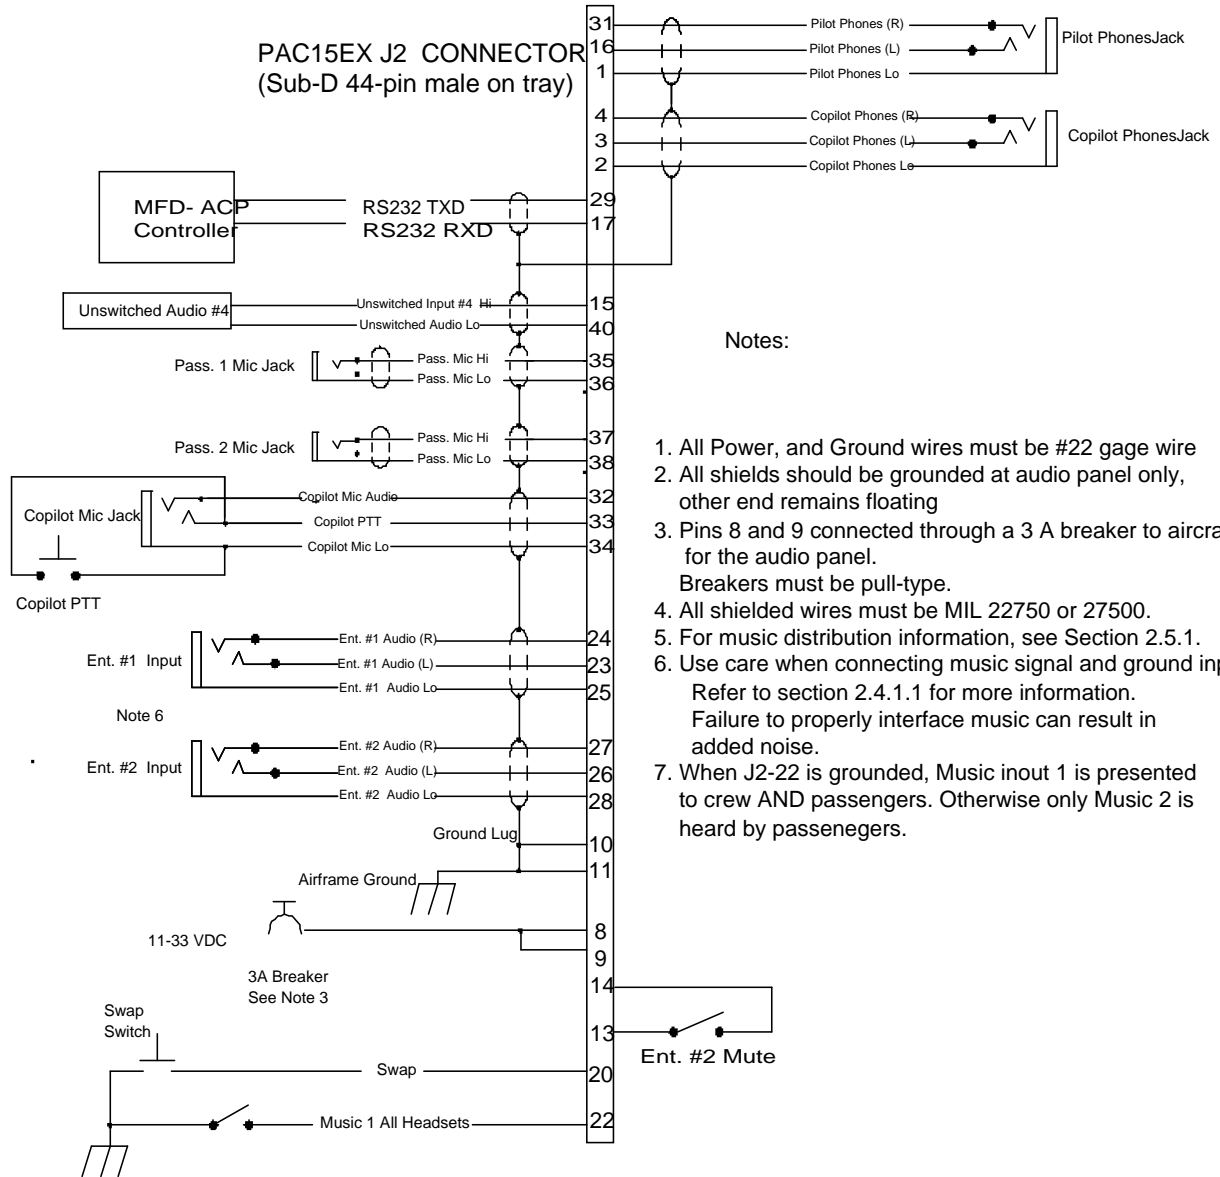 PAC15EX J2 CONNECTOR
(Sub-D 44-pin male on tray)
31
16
1
4
3
2
29
17
15
40
35
36
37
38
32
33
34
24
23
25
27
26
28
10
11
8
9
14
13
20
22
Pilot Phones (R)
Pilot Phones (L)
Pilot Phones Lo
Pilot PhonesJack
Copilot Phones (R)
Copilot Phones (L)
Copilot Phones Lo
Copilot PhonesJack
MFD- ACP
Controller
RS232 TXD
RS232 RXD
Unswitched Audio #4
Unswitched Input #4 Hi
Unswitched Audio Lo
Pass. 1 Mic Jack
Pass. Mic Hi
Pass. Mic Lo
Pass. 2 Mic Jack
Pass. Mic Hi
Pass. Mic Lo
Copilot Mic Jack
Copilot Mic Audio
Copilot PTT
Copilot Mic Lo
Copilot PTT
Ent. #1 Input
Ent. #1 Audio (R)
Ent. #1 Audio (L)
Ent. #1 Audio Lo
Note 6
Ent. #2 Input
Ent. #2 Audio (R)
Ent. #2 Audio (L)
Ent. #2 Audio Lo
Ground Lug
Airframe Ground
11-33 VDC
3A Breaker
See Note 3
Swap
Switch
Swap
Music 1 All Headsets
Ent. #2 Mute
Notes:
1. All Power, and Ground wires must be #22 gage wire
2. All shields should be grounded at audio panel only,
other end remains floating
3. Pins 8 and 9 connected through a 3 A breaker to aircra
for the audio panel.
Breakers must be pull-type.
4. All shielded wires must be MIL 22750 or 27500.
5. For music distribution information, see Section 2.5.1.
6. Use care when connecting music signal and ground inp
Refer to section 2.4.1.1 for more information.
Failure to properly interface music can result in
added noise.
7. When J2-22 is grounded, Music inout 1 is presented
to crew AND passengers. Otherwise only Music 2 is
heard by passenegers.